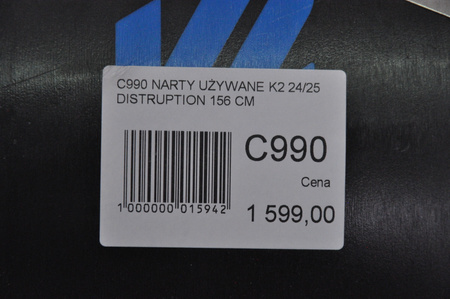 C990 NARTY UŻYWANE K2 24/25
DISTRUPTION 156 CM
C990
Cena
1 000000 015942
1 599,00